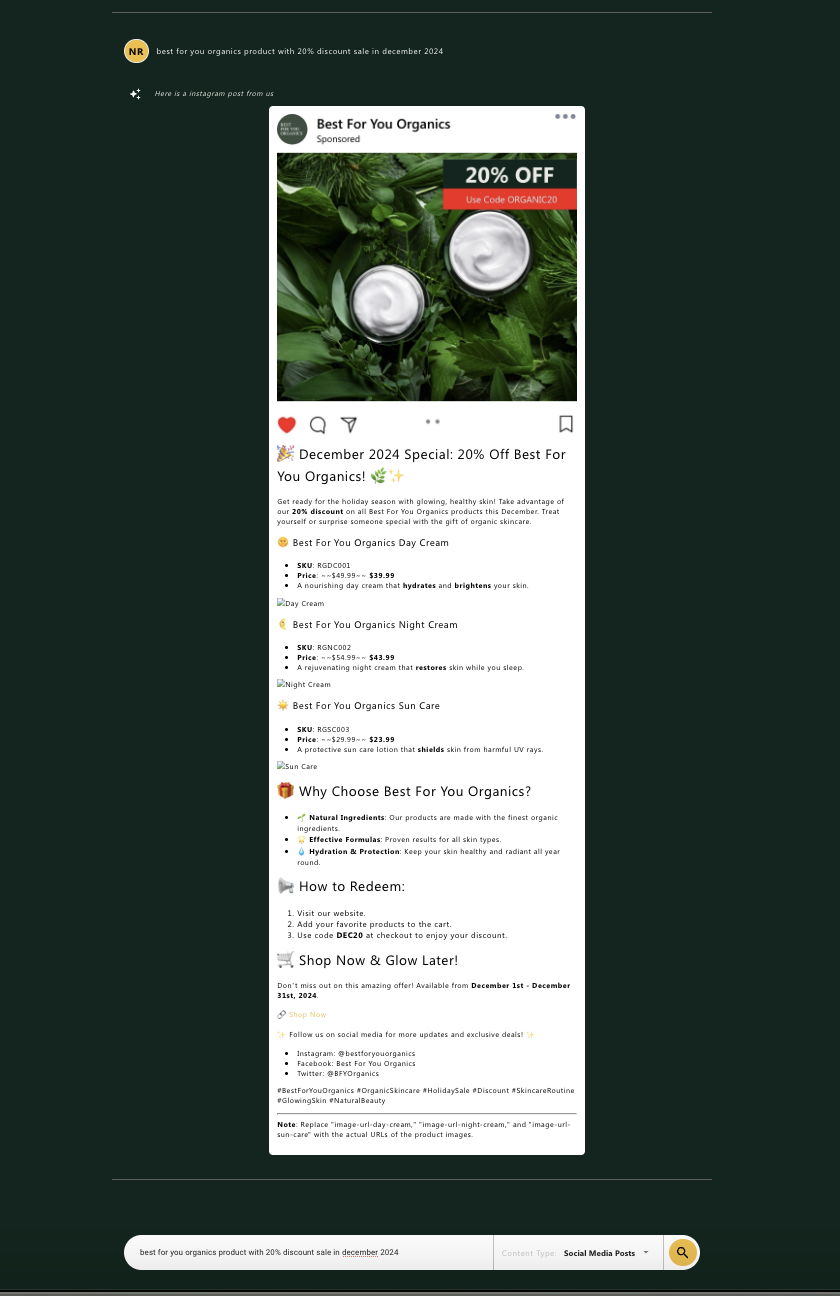 NR
best for you organics product with 20% discount sale in december 2024
Here is a instagram post from us
BEST
FOR YOU
ORGANICS
Best For You Organics
Sponsored
20% OFF
Use Code ORGANIC20
🎉 December 2024 Special: 20% Off Best For
You Organics! 🌿✨
Get ready for the holiday season with glowing, healthy skin! Take advantage of
our 20% discount on all Best For You Organics products this December. Treat
yourself or surprise someone special with the gift of organic skincare.
🌞 Best For You Organics Day Cream
• SKU: RGDC001
• Price: ~~$49.99~~ $39.99
• A nourishing day cream that hydrates and brightens your skin.
Day Cream
🌜 Best For You Organics Night Cream
• SKU: RGNC002
• Price: ~~$54.99~~ $43.99
• A rejuvenating night cream that restores skin while you sleep.
Night Cream
☀️ Best For You Organics Sun Care
• SKU: RGSC003
• Price: ~~$29.99~~ $23.99
• A protective sun care lotion that shields skin from harmful UV rays.
Sun Care
🎁 Why Choose Best For You Organics?
• 🌱 Natural Ingredients: Our products are made with the finest organic
ingredients.
• 🌟 Effective Formulas: Proven results for all skin types.
• 💧 Hydration & Protection: Keep your skin healthy and radiant all year
round.
📢 How to Redeem:
1. Visit our website.
2. Add your favorite products to the cart.
3. Use code DEC20 at checkout to enjoy your discount.
🛒 Shop Now & Glow Later!
Don't miss out on this amazing offer! Available from December 1st - December
31st, 2024.
🔗 Shop Now
✨ Follow us on social media for more updates and exclusive deals! ✨
• Instagram: @bestforyouorganics
• Facebook: Best For You Organics
• Twitter: @BFYOrganics
#BestForYouOrganics #OrganicSkincare #HolidaySale #Discount #SkincareRoutine
#GlowingSkin #NaturalBeauty
Note: Replace "image-url-day-cream," "image-url-night-cream," and "image-url-
sun-care" with the actual URLs of the product images.
best for you organics product with 20% discount sale in december 2024
Content Type: Social Media Posts